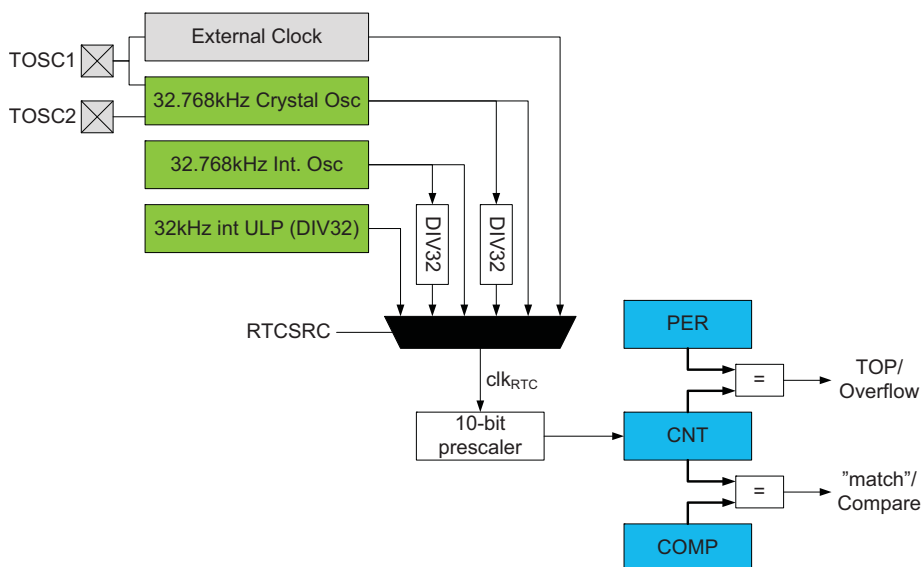 External Clock
TOSC1
32.768kHz Crystal Osc
TOSC2
32.768kHz Int. Osc
32kHz int ULP (DIV32)
DIV32
DIV32
RTCSRC
PER
clkRTC
=
TOP/
Overflow
10-bit
prescaler
CNT
=
”match”/
Compare
COMP